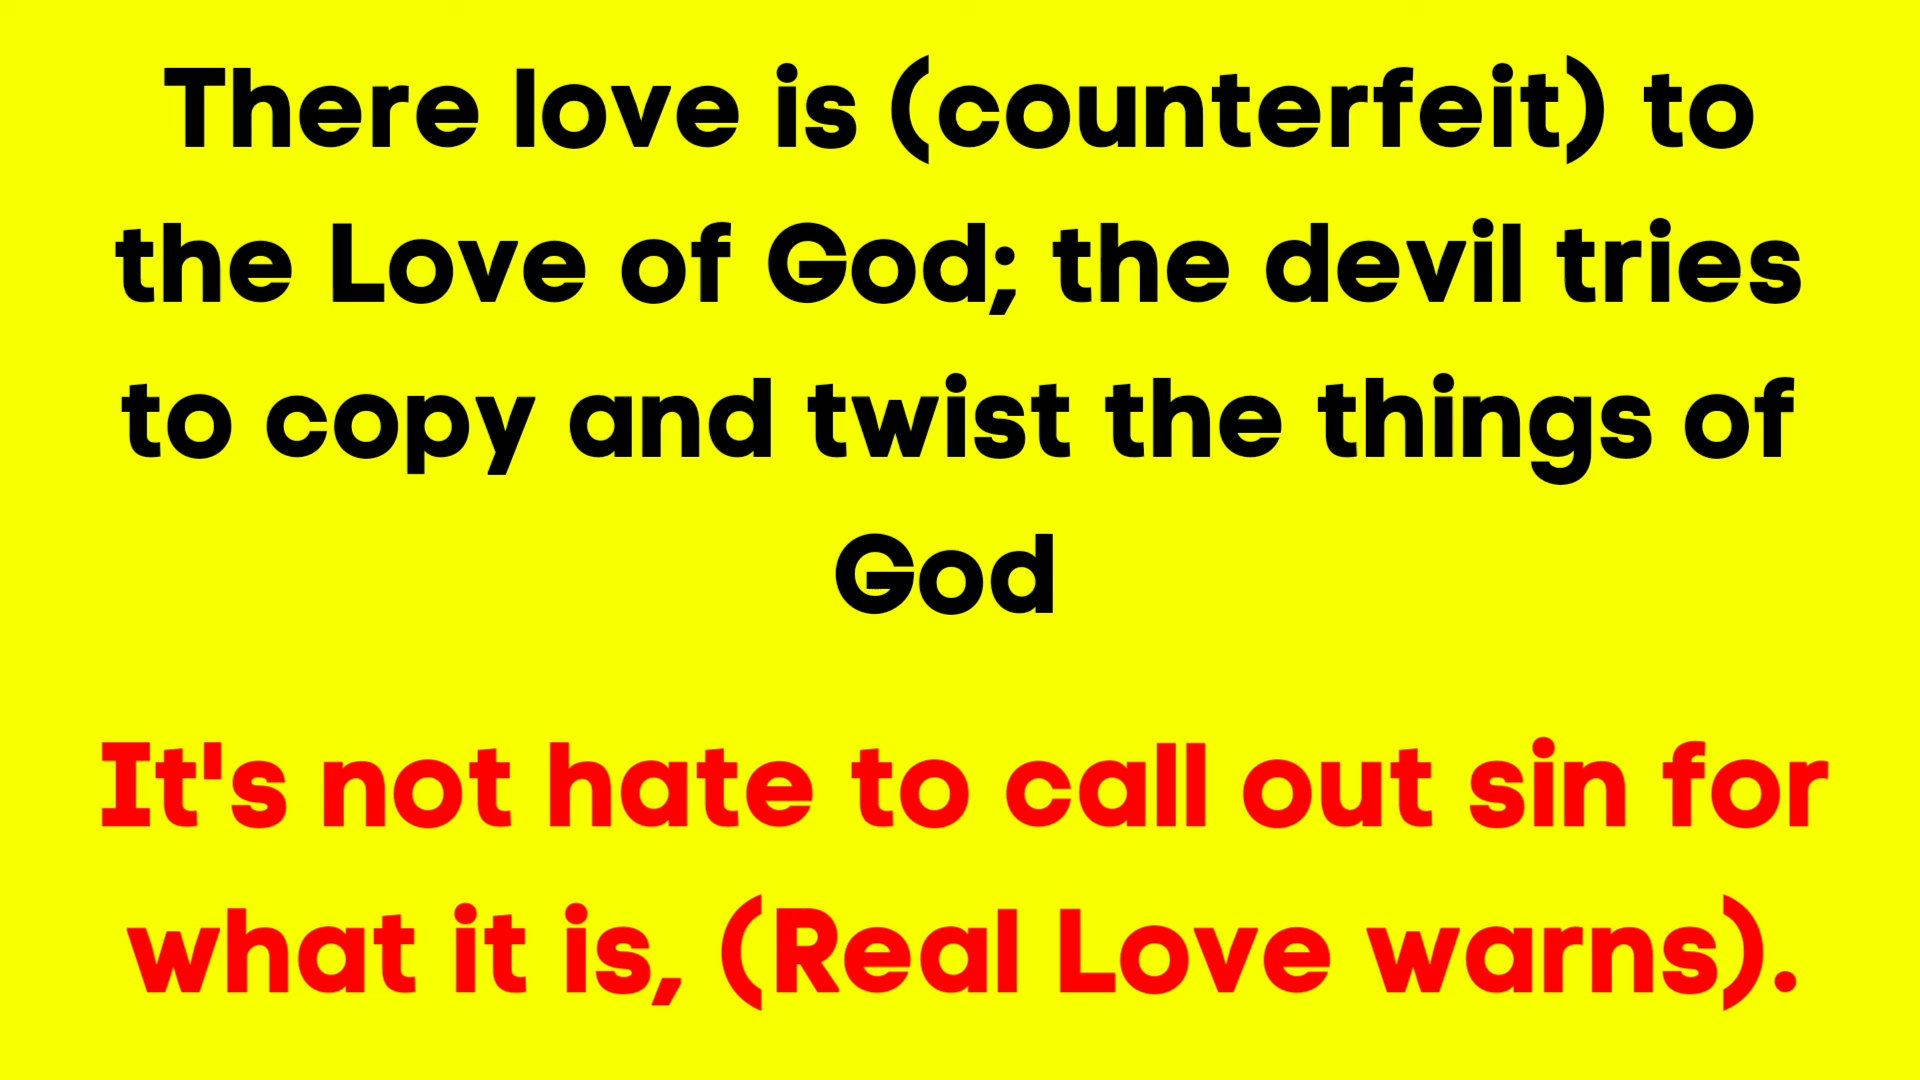 There love is (counterfeit) to
the Love of God; the devil tries
to copy and twist the things of
God
It's not hate to call out sin for
what it is, (Real Love warns).